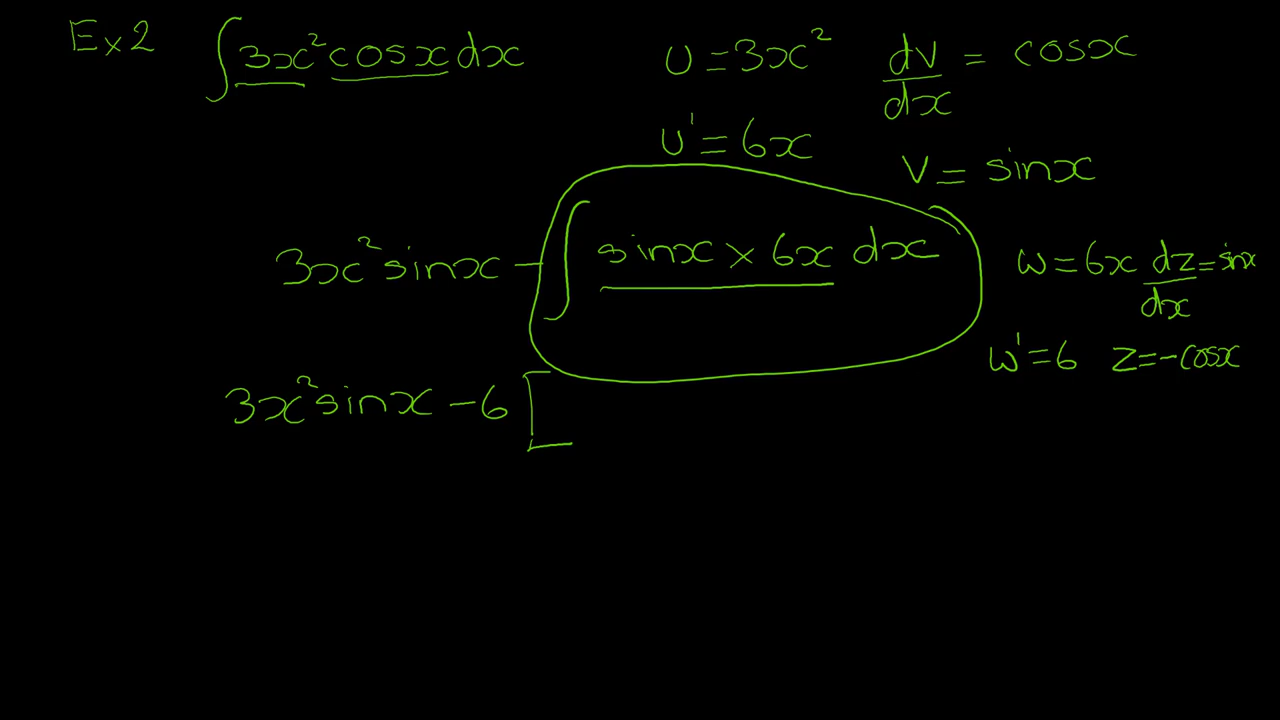 Ex2 ∫3x²cosx dx u = 3x² dv/dx = cosx
u' = 6x
v = sinx
3x²sinx - ∫ sinx × 6x dx
w = 6x dz/dx = sinx
w' = 6 z = -cosx
3x²sinx - 6 [